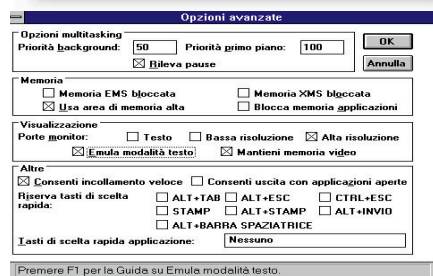 Opzioni avanzate
Opzioni multitasking
Priorità background: 50 Priorità primo piano: 100
OK
Rileva pause
Annulla
Memoria
Memoria EMS bloccata Memoria XMS bloccata
Usa area di memoria alta Blocca memoria applicazioni
Visualizzazione
Porte monitor: Testo Bassa risoluzione Alta risoluzione
Emula modalità testo Mantieni memoria video
Altre
Consenti incollamento veloce Consenti uscita con applicazioni aperte
Riserva tasti di scelta rapida: ALT+TAB ALT+ESC CTRL+ESC
STAMP ALT+STAMP ALT+INVIO
ALT+BARRA SPAZIATRICE
Tasti di scelta rapida applicazione: Nessuno
Premere F1 per la Guida su Emula modalità testo.